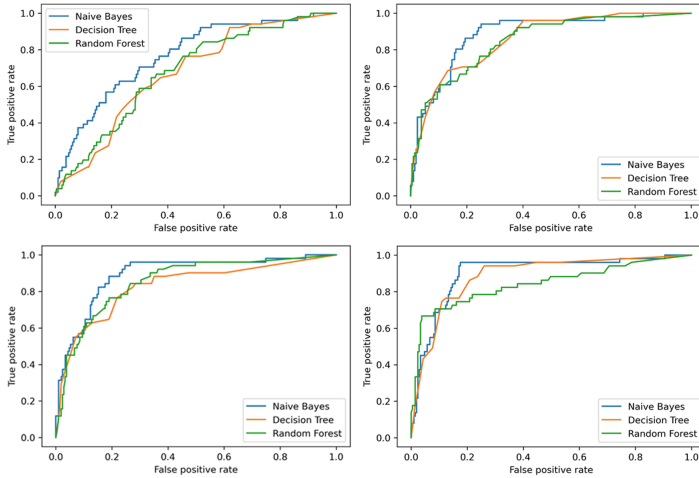 Naive Bayes
Decision Tree
Random Forest
True positive rate
1.0
0.8
0.6
0.4
0.2
0.0
0.0 0.2 0.4 0.6 0.8 1.0
False positive rate
True positive rate
1.0
0.8
0.6
0.4
0.2
0.0
Naive Bayes
Decision Tree
Random Forest
0.0 0.2 0.4 0.6 0.8 1.0
False positive rate
True positive rate
1.0
0.8
0.6
0.4
0.2
0.0
Naive Bayes
Decision Tree
Random Forest
0.0 0.2 0.4 0.6 0.8 1.0
False positive rate
True positive rate
1.0
0.8
0.6
0.4
0.2
0.0
Naive Bayes
Decision Tree
Random Forest
0.0 0.2 0.4 0.6 0.8 1.0
False positive rate